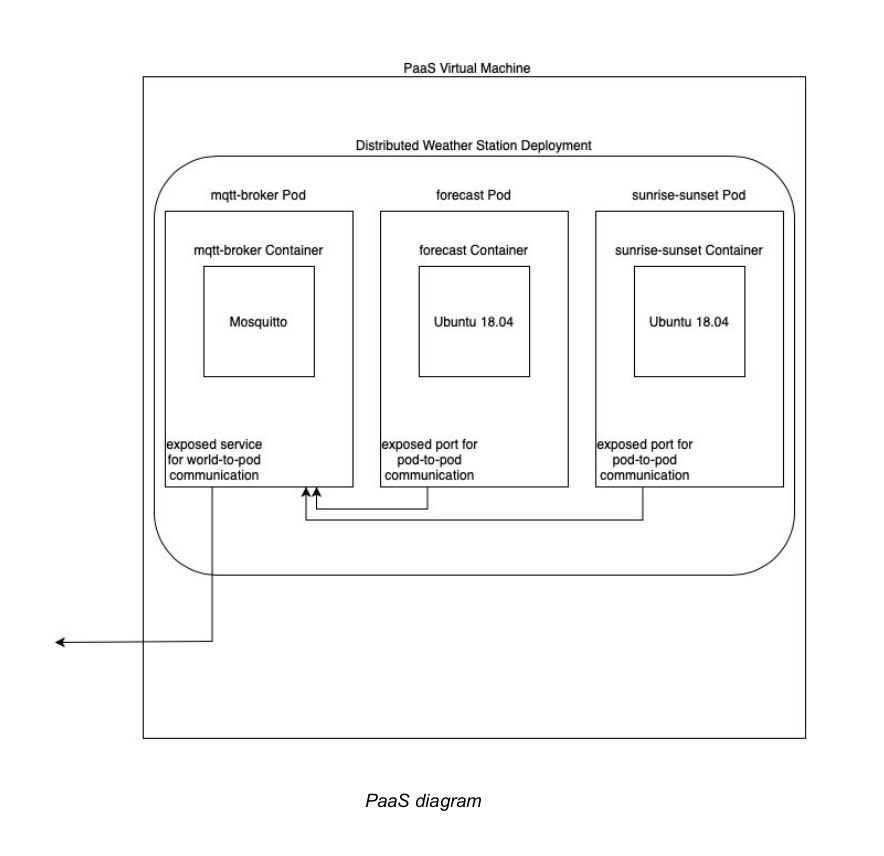 PaaS Virtual Machine
Distributed Weather Station Deployment
mqtt-broker Pod
forecast Pod
sunrise-sunset Pod
mqtt-broker Container
forecast Container
sunrise-sunset Container
Mosquitto
Ubuntu 18.04
Ubuntu 18.04
exposed service
for world-to-pod
communication
exposed port for
pod-to-pod
communication
exposed port for
pod-to-pod
communication
PaaS diagram